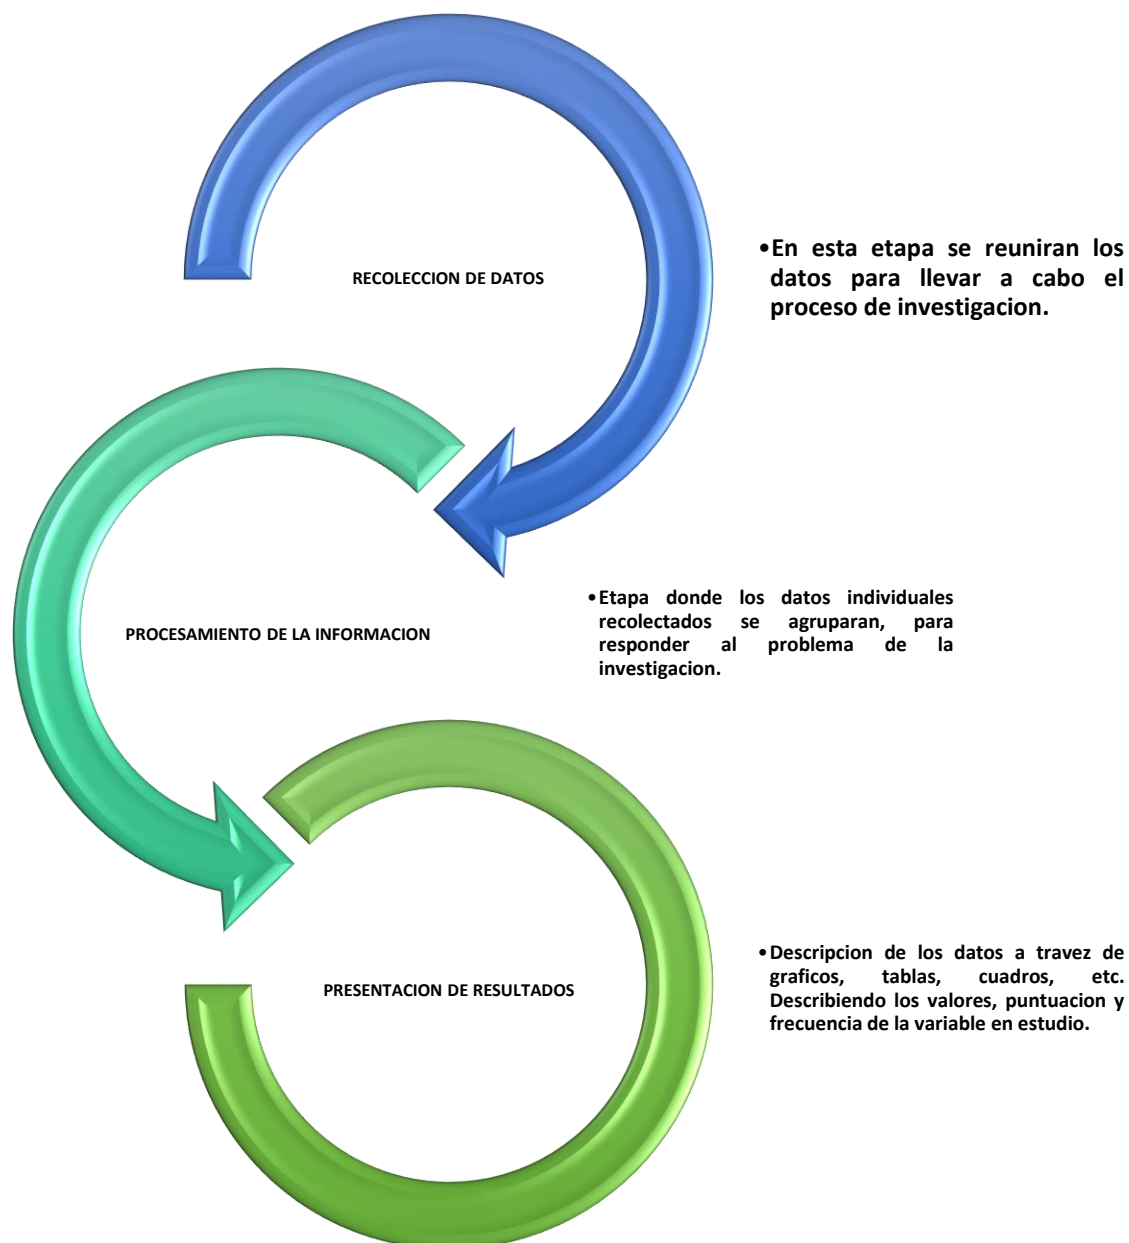 RECOLECCION DE DATOS
•En esta etapa se reuniran los
datos para llevar a cabo el
proceso de investigacion.
PROCESAMIENTO DE LA INFORMACION
•Etapa donde los datos individuales
recolectados se agruparan, para
responder al problema de la
investigacion.
PRESENTACION DE RESULTADOS
•Descripcion de los datos a travez de
graficos, tablas, cuadros, etc.
Describiendo los valores, puntuacion y
frecuencia de la variable en estudio.